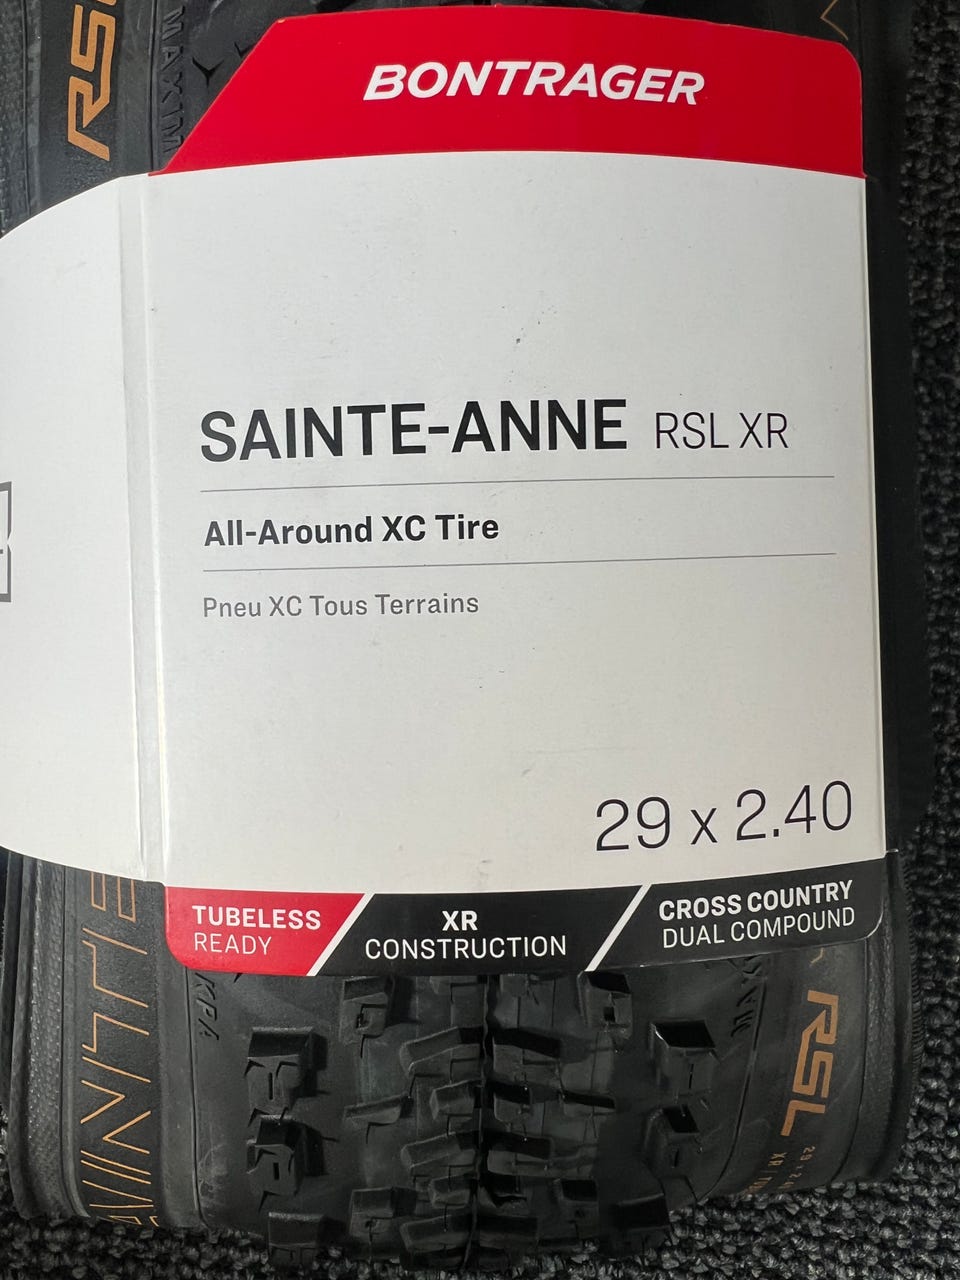 BONTRAGER
SAINTE-ANNE RSL XR
All-Around XC Tire
Pneu XC Tous Terrains
29 x 2.40
TUBELESS
READY
XR
CONSTRUCTION
CROSS COUNTRY
DUAL COMPOUND
RSL